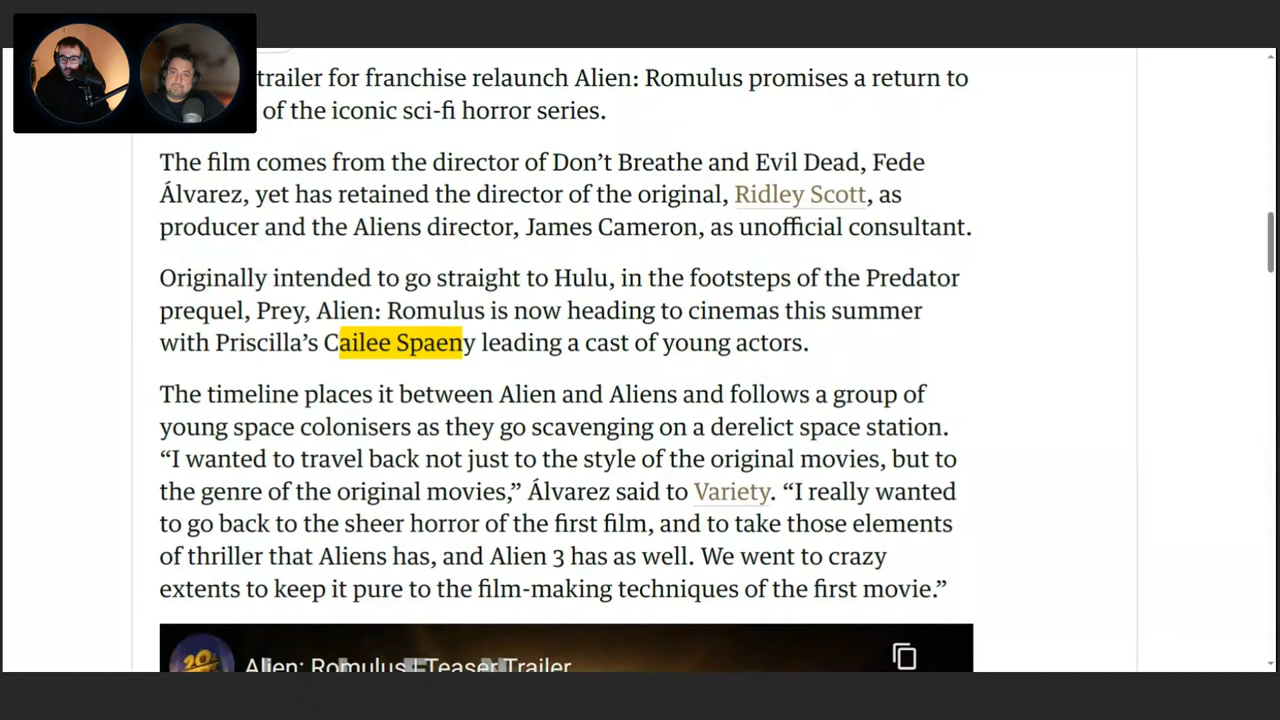 trailer for franchise relaunch Alien: Romulus promises a return to
of the iconic sci-fi horror series.
The film comes from the director of Don’t Breathe and Evil Dead, Fede
Álvarez, yet has retained the director of the original, Ridley Scott, as
producer and the Aliens director, James Cameron, as unofficial consultant.
Originally intended to go straight to Hulu, in the footsteps of the Predator
prequel, Prey, Alien: Romulus is now heading to cinemas this summer
with Priscilla’s Cailee Spaeny leading a cast of young actors.
The timeline places it between Alien and Aliens and follows a group of
young space colonisers as they go scavenging on a derelict space station.
“I wanted to travel back not just to the style of the original movies, but to
the genre of the original movies,” Álvarez said to Variety. “I really wanted
to go back to the sheer horror of the first film, and to take those elements
of thriller that Aliens has, and Alien 3 has as well. We went to crazy
extents to keep it pure to the film-making techniques of the first movie.”
20
Alien: Romulus | Teaser Trailer